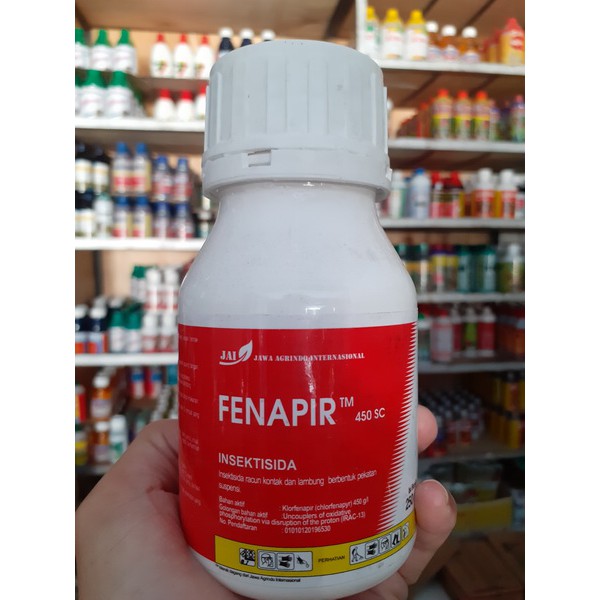 JAI JAWA AGRINDO INTERNASIONAL
FENAPIR™ 450 SC
INSEKTISIDA
Insektisida racun kontak dan lambung berbentuk pekatan
suspensi.
Bahan aktif : Klorfenapir (chlorfenapyr) 450 g/l
Golongan bahan aktif : Uncouplers of oxidative
phosphorylation via disruption of the proton (IRAC-13)
No. Pendaftaran : 01010120196530
PERHATIAN